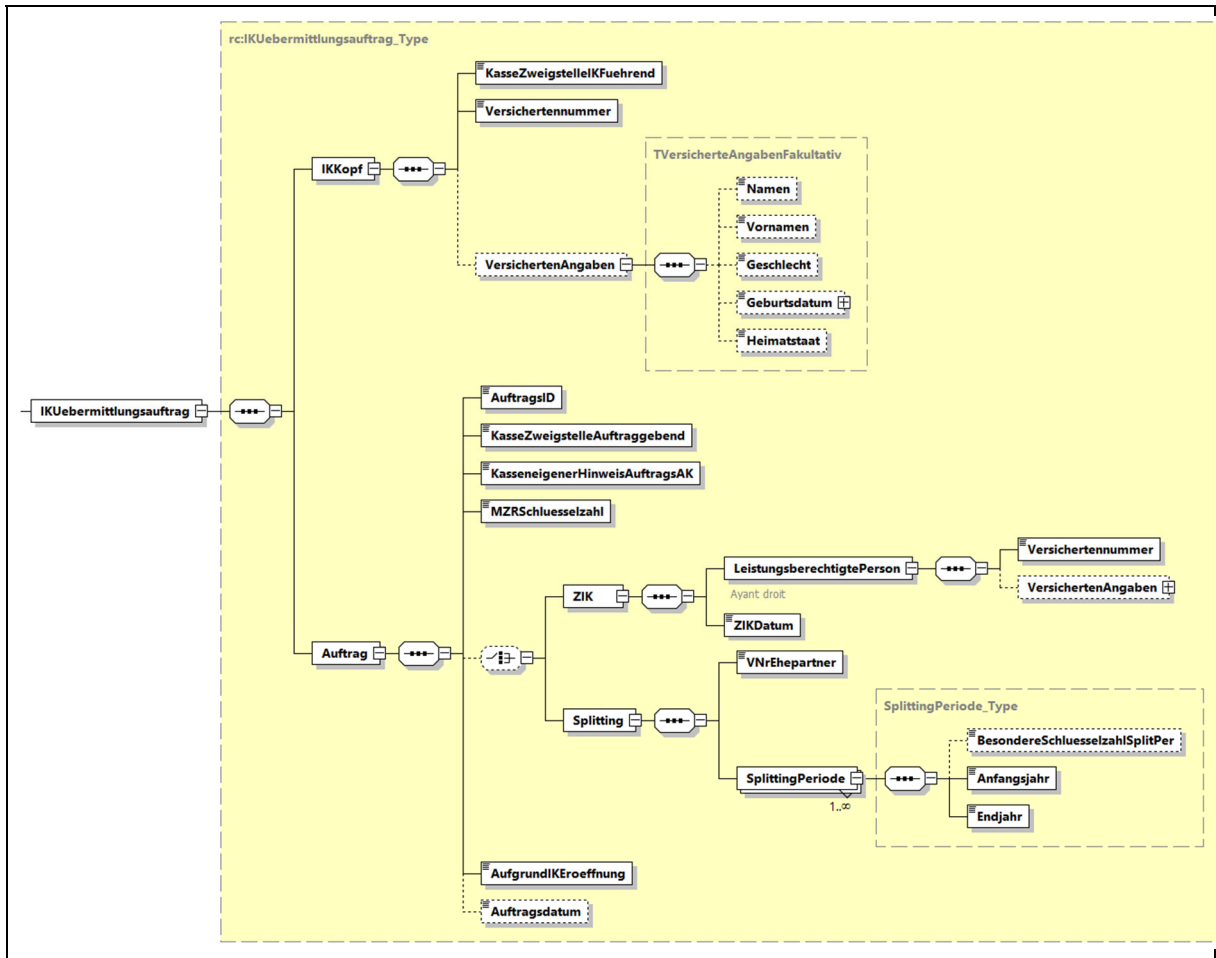 rc:IKUebermittlungsauftrag_Type
KasseZweigstelleIKFuehrend
Versichertennummer
IKKopf
TVersicherteAngabenFakultativ
Namen
Vornamen
VersichertenAngaben
Geschlecht
Geburtsdatum
Heimatstaat
IKUebermittlungsauftrag
AuftragsID
KasseZweigstelleAuftraggebend
KasseneigenerHinweisAuftragsAK
MZRSchluesselzahl
LeistungsberechtigtePerson
Versichertennummer
VersichertenAngaben
Ayant droit
ZIK
ZIKDatum
Auftrag
VNrEhepartner
Splitting
SplittingPeriode_Type
BesondereSchluesselzahlSplitPer
SplittingPeriode
1..∞
Anfangsjahr
Endjahr
AufgrundIKEroeffnung
Auftragsdatum